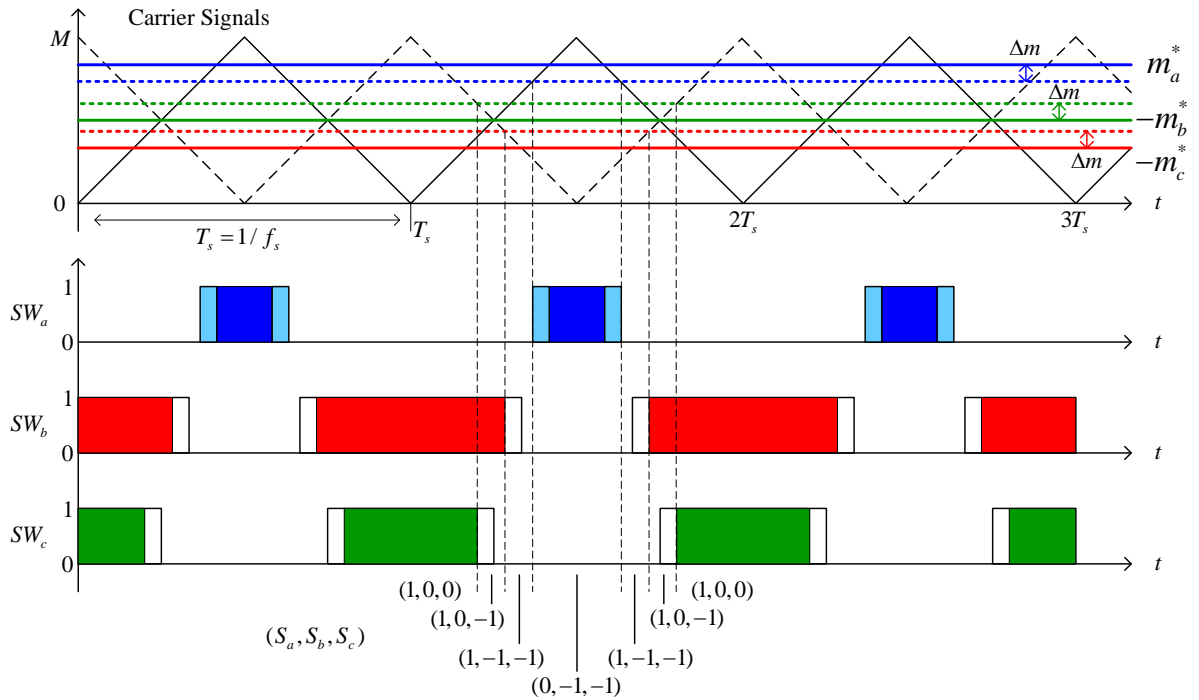 Carrier Signals
M
Δm
m*a
Δm
−m*b
Δm
−m*c
0
Ts
2Ts
3Ts
t
Ts = 1/ fs
1
SWa
0
t
1
SWb
0
t
1
SWc
0
t
(1, 0, 0)
(1, 0, 0)
(1, 0, −1)
(1, 0, −1)
(Sa, Sb, Sc)
(1, −1, −1)
(1, −1, −1)
(0, −1, −1)